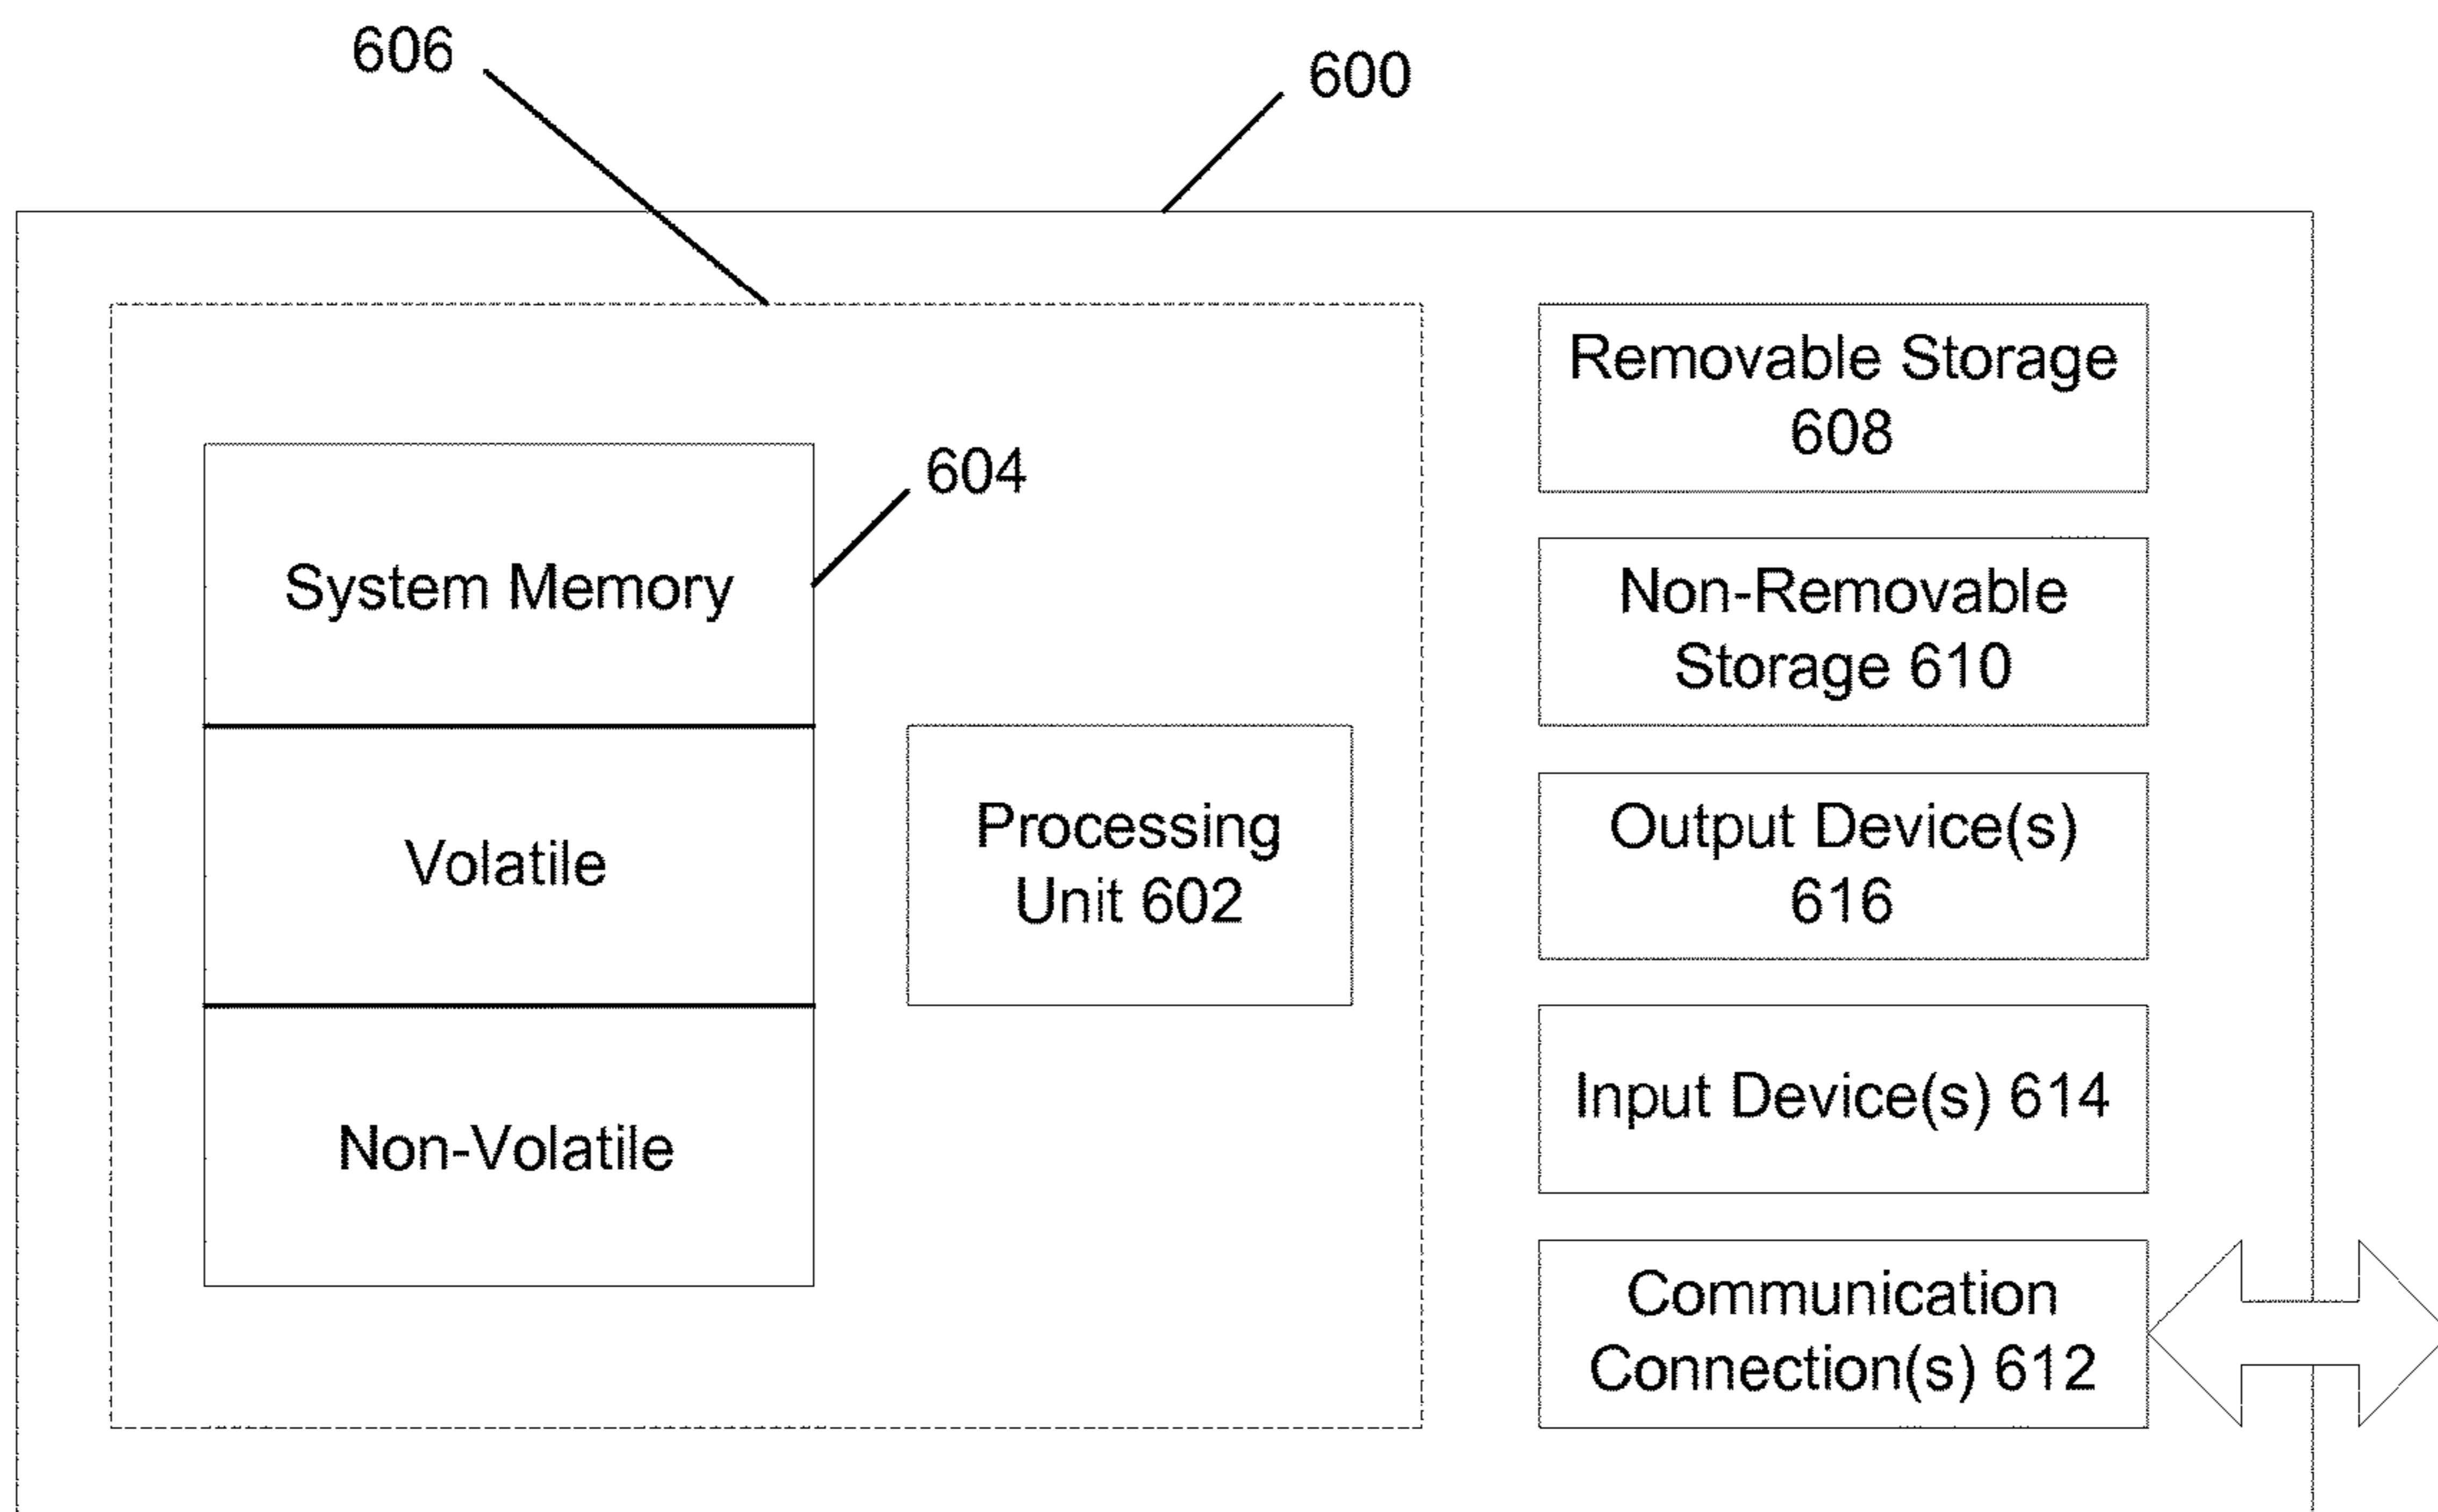 606
600
604
System Memory
Volatile
Non-Volatile
Processing
Unit 602
Removable Storage
608
Non-Removable
Storage 610
Output Device(s)
616
Input Device(s) 614
Communication
Connection(s) 612